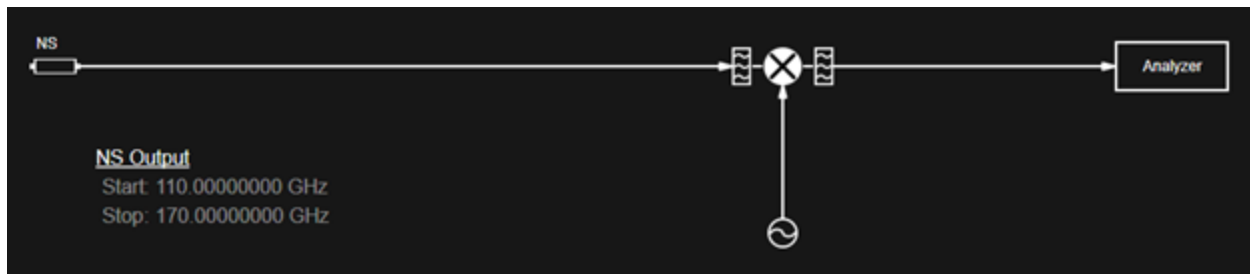 NS
Analyzer
NS Output
Start: 110.00000000 GHz
Stop: 170.00000000 GHz